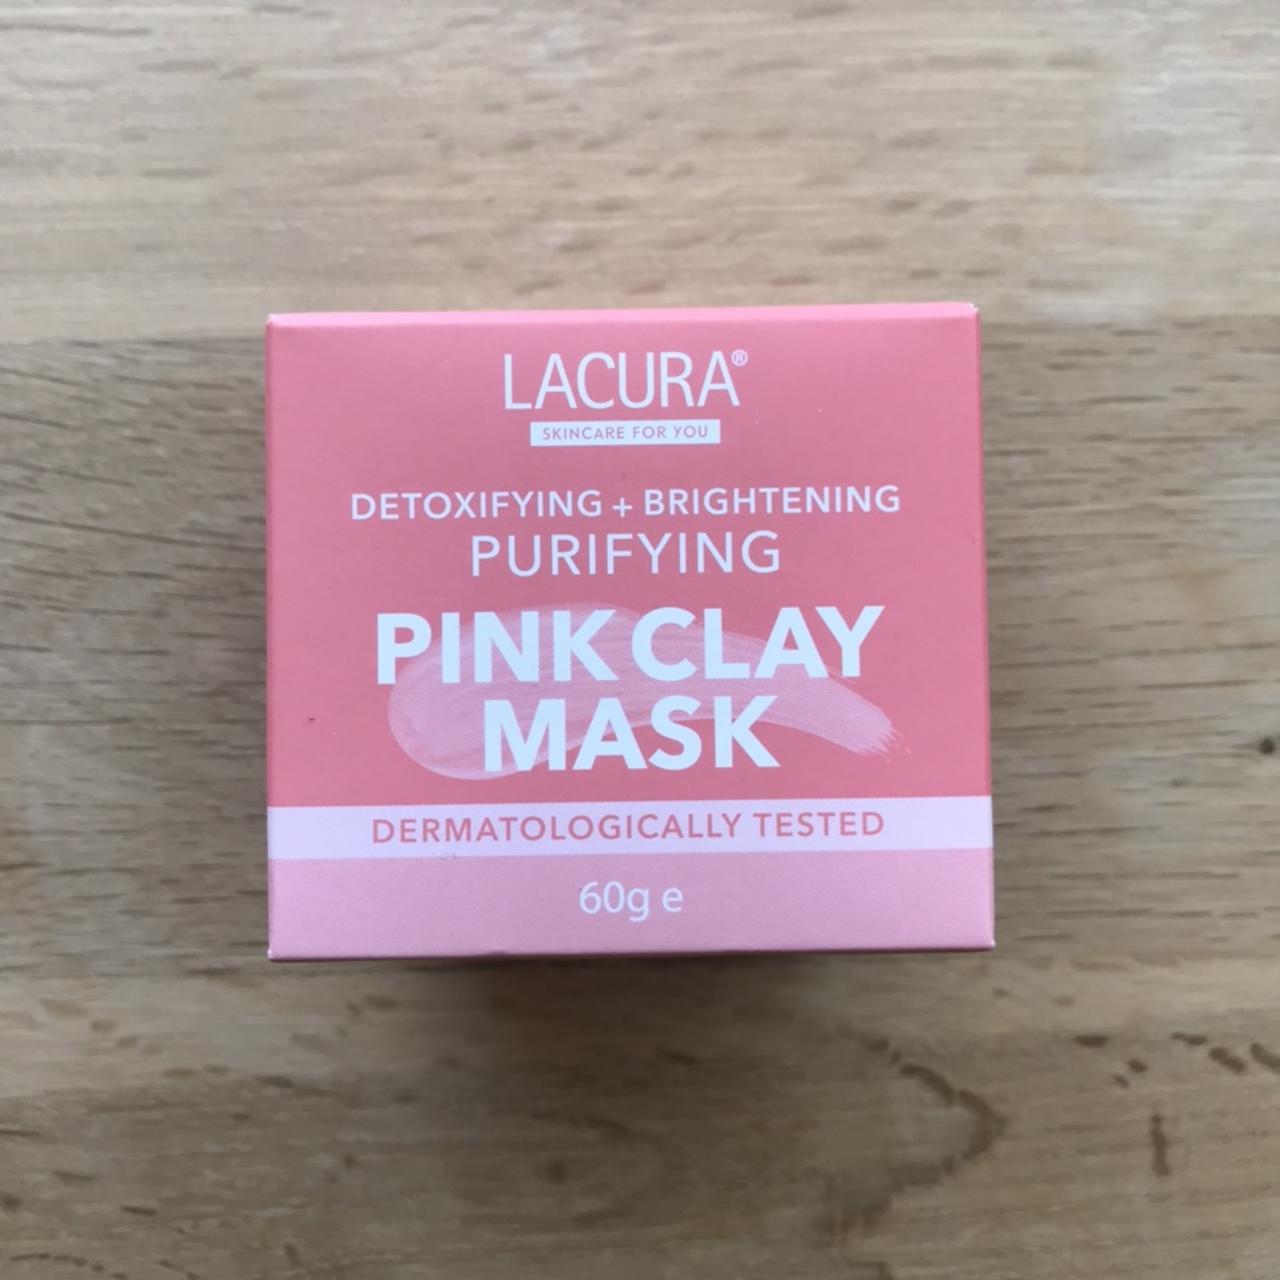 LACURA®
SKINCARE FOR YOU
DETOXIFYING + BRIGHTENING
PURIFYING
PINK CLAY
MASK
DERMATOLOGICALLY TESTED
60g e